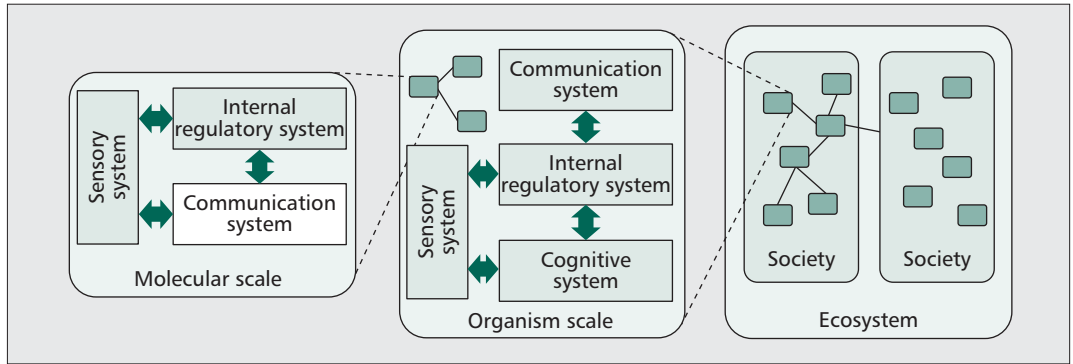 Sensory
system
Internal
regulatory system
Communication
system
Molecular scale
Communication
system
Sensory
system
Internal
regulatory system
Cognitive
system
Organism scale
Society
Society
Ecosystem